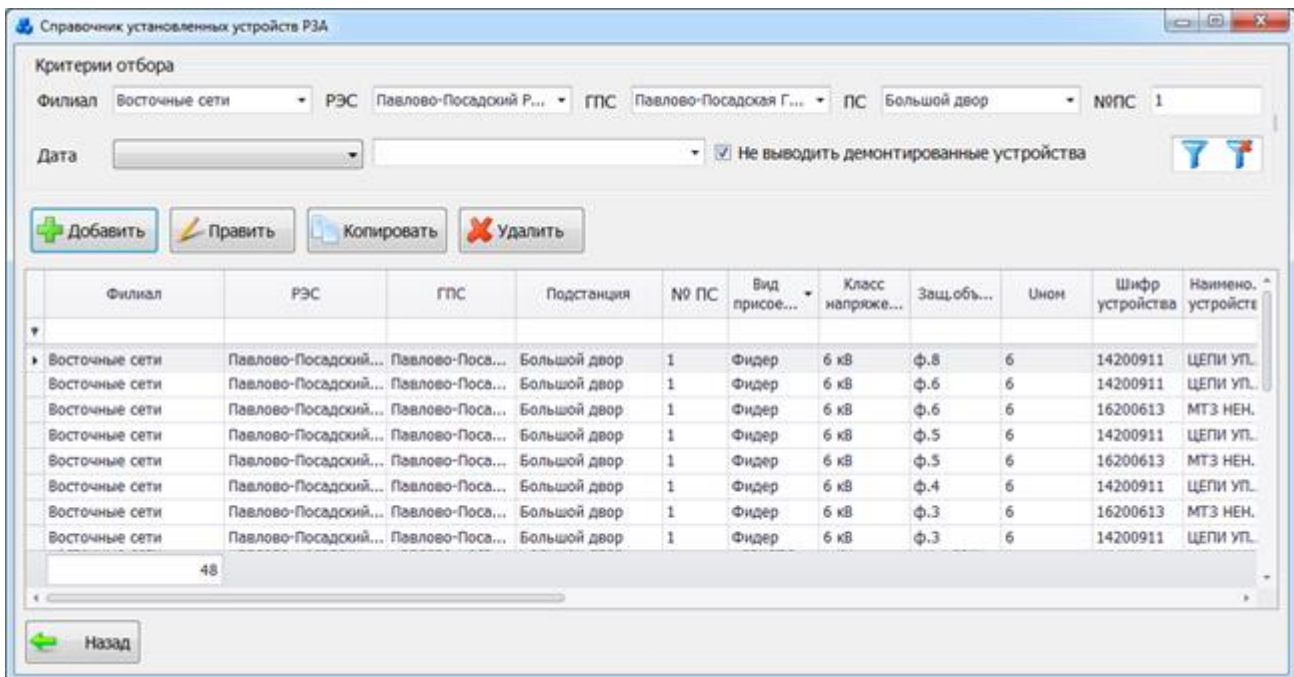 Справочник установленных устройств РЗА
Критерии отбора
Филиал Восточные сети РЭС Павлово-Посадский Р... ГПС Павлово-Посадская Г... ПС Большой двор №ПС 1
Дата Не выводить демонтированные устройства
Добавить Править Копировать Удалить
Филиал РЭС ГПС Подстанция № ПС Вид присое... Класс напряже... Защ.объ... Uном Шифр устройства Наимено. устройств
Восточные сети Павлово-Посадский... Павлово-Поса... Большой двор 1 Фидер 6 кВ ф.8 6 14200911 ЦЕПИ УП...
Восточные сети Павлово-Посадский... Павлово-Поса... Большой двор 1 Фидер 6 кВ ф.6 6 14200911 ЦЕПИ УП...
Восточные сети Павлово-Посадский... Павлово-Поса... Большой двор 1 Фидер 6 кВ ф.6 6 16200613 МТЗ НЕН.
Восточные сети Павлово-Посадский... Павлово-Поса... Большой двор 1 Фидер 6 кВ ф.5 6 14200911 ЦЕПИ УП...
Восточные сети Павлово-Посадский... Павлово-Поса... Большой двор 1 Фидер 6 кВ ф.5 6 16200613 МТЗ НЕН.
Восточные сети Павлово-Посадский... Павлово-Поса... Большой двор 1 Фидер 6 кВ ф.4 6 14200911 ЦЕПИ УП...
Восточные сети Павлово-Посадский... Павлово-Поса... Большой двор 1 Фидер 6 кВ ф.3 6 16200613 МТЗ НЕН.
Восточные сети Павлово-Посадский... Павлово-Поса... Большой двор 1 Фидер 6 кВ ф.3 6 14200911 ЦЕПИ УП...
48
Назад